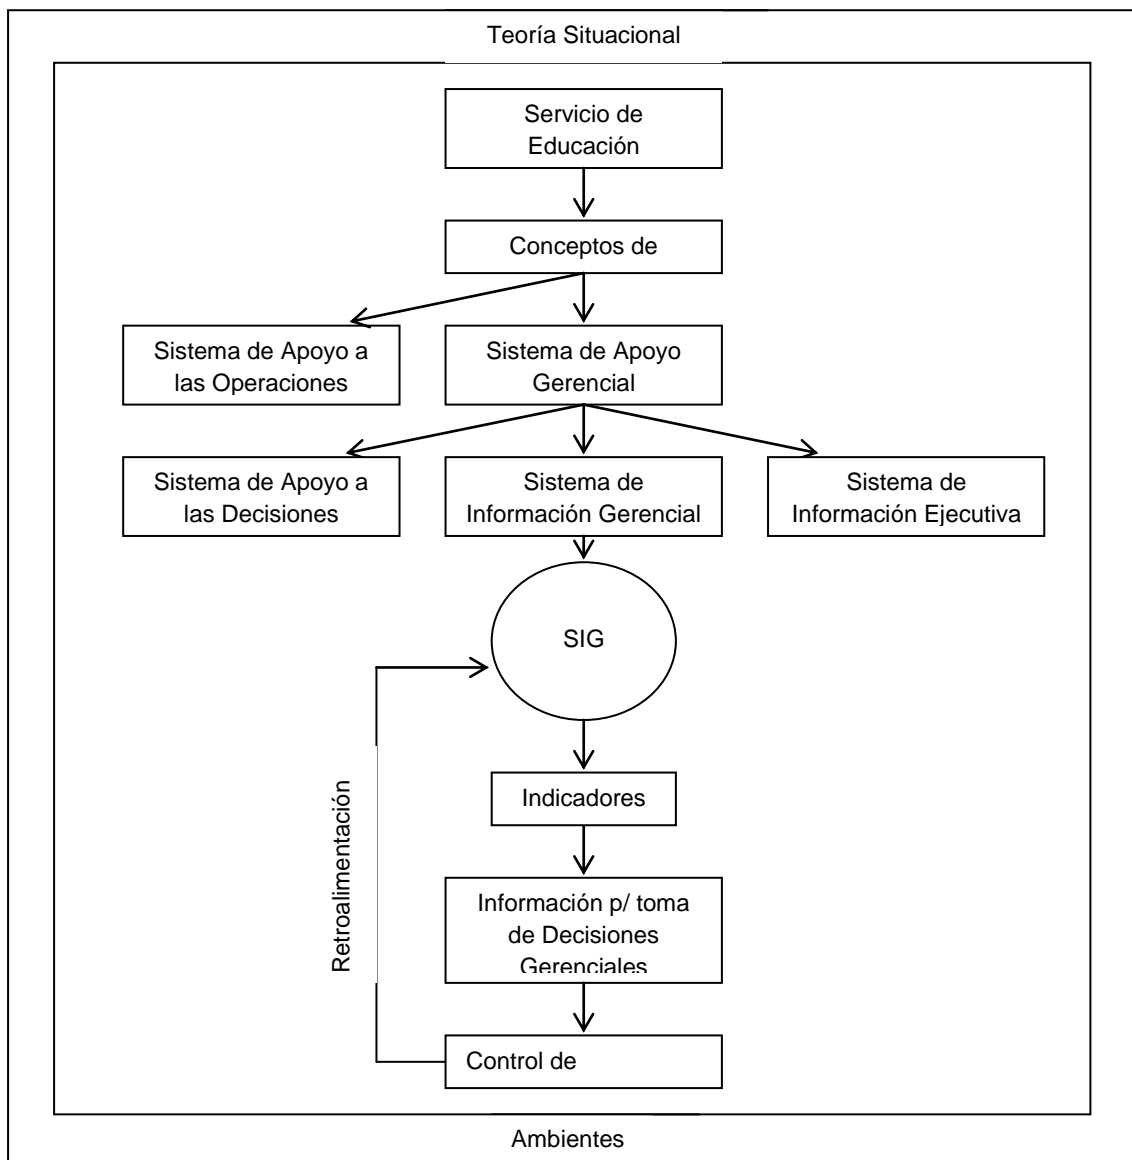 Teoría Situacional
Servicio de
Educación
Conceptos de
Sistema de Apoyo a
las Operaciones
Sistema de Apoyo
Gerencial
Sistema de Apoyo a
las Decisiones
Sistema de
Información Gerencial
Sistema de
Información Ejecutiva
SIG
Indicadores
Retroalimentación
Información p/ toma
de Decisiones
Gerenciales
Control de
Ambientes